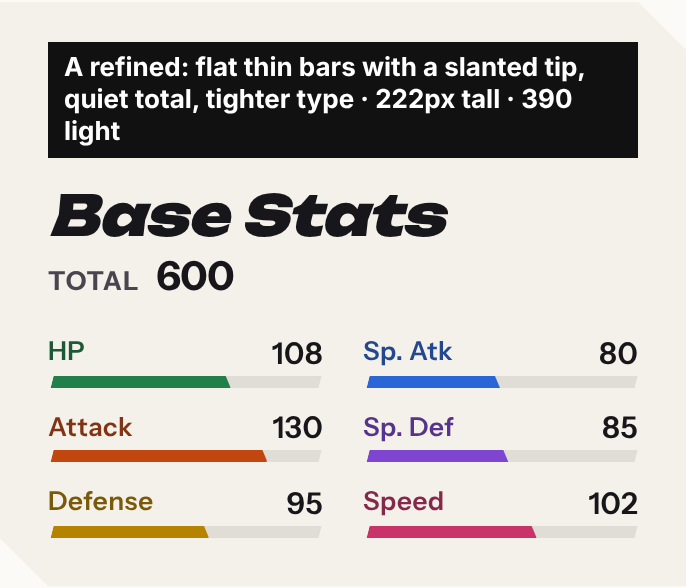 A refined: flat thin bars with a slanted tip,
quiet total, tighter type · 222px tall · 390
light
Base Stats
TOTAL 600
HP 108
Sp. Atk 80
Attack 130
Sp. Def 85
Defense 95
Speed 102